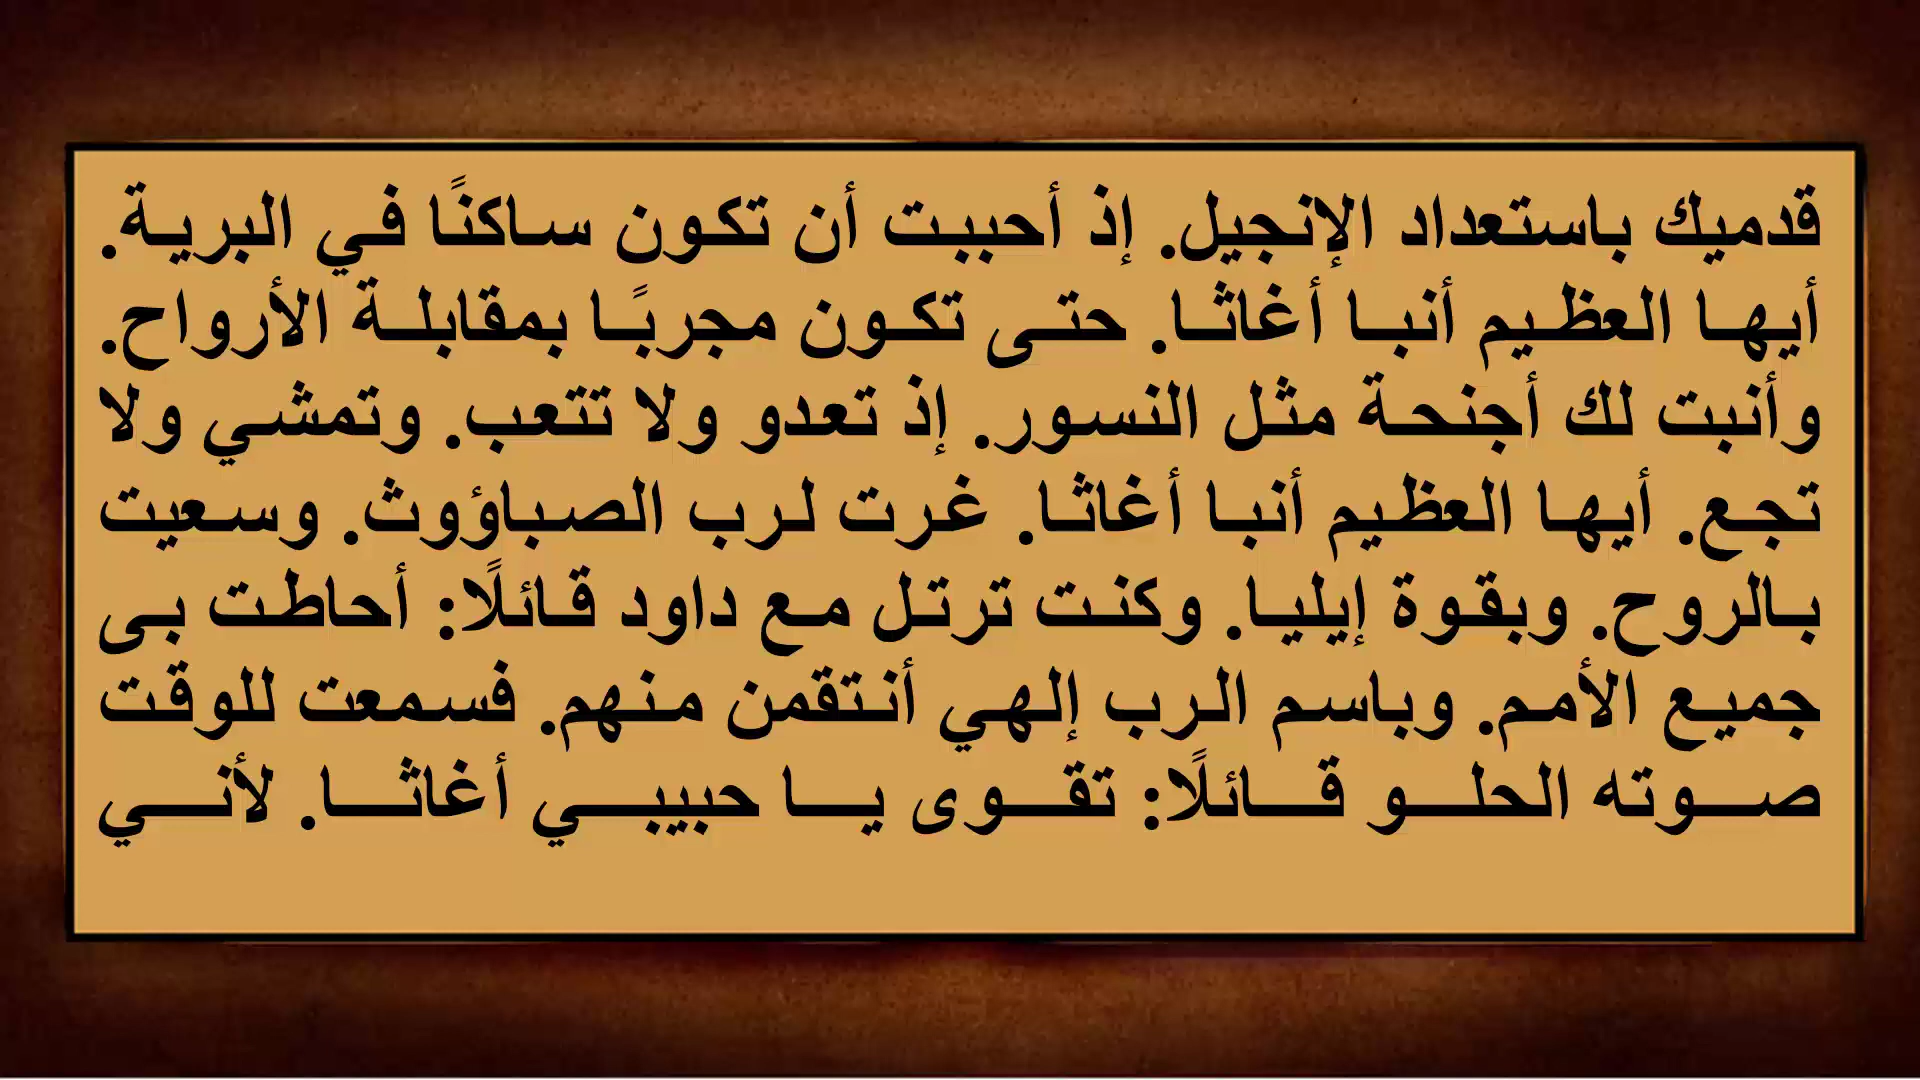 قدميك باستعداد الإنجيل. إذ أحببت أن تكون ساكنًا في البرية.
أيها العظيم أنبا أغاثا. حتى تكون مجربًا بمقابلة الأرواح.
وأنبت لك أجنحة مثل النسور. إذ تعدو ولا تتعب. وتمشي ولا
تجع. أيها العظيم أنبا أغاثا. غرت لرب الصباؤوث. وسعيت
بالروح. وبقوة إيليا. وكنت ترتل مع داود قائلًا: أحاطت بى
جميع الأمم. وباسم الرب إلهي أنتقمن منهم. فسمعت للوقت
صوته الحلو قائلًا: تقوى يا حبيبي أغاثا. لأني